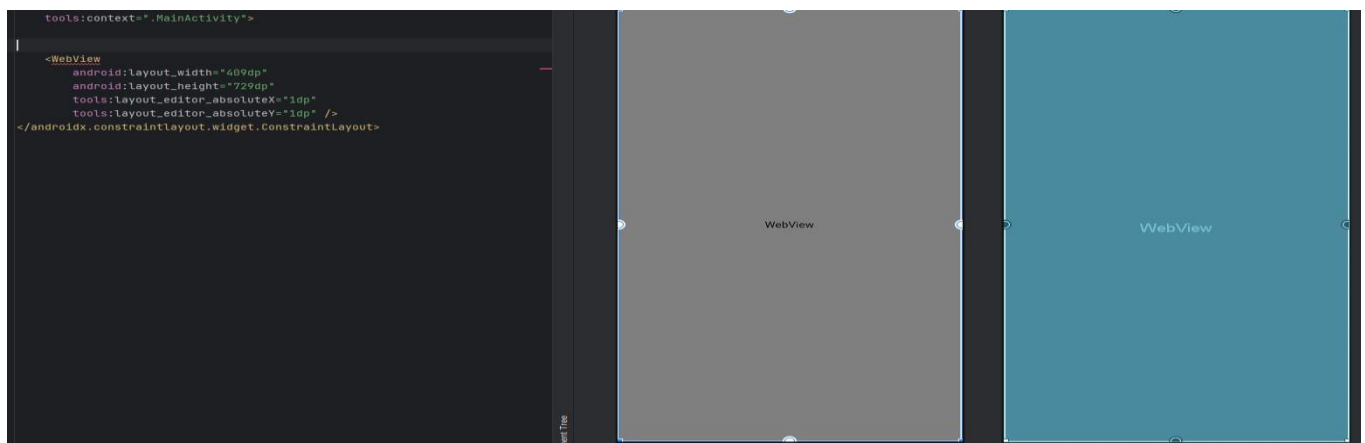 tools:context=".MainActivity">
<WebView
android:layout_width="409dp"
android:layout_height="729dp"
tools:layout_editor_absoluteX="1dp"
tools:layout_editor_absoluteY="1dp" />
</androidx.constraintlayout.widget.ConstraintLayout>
WebView
WebView
Tree